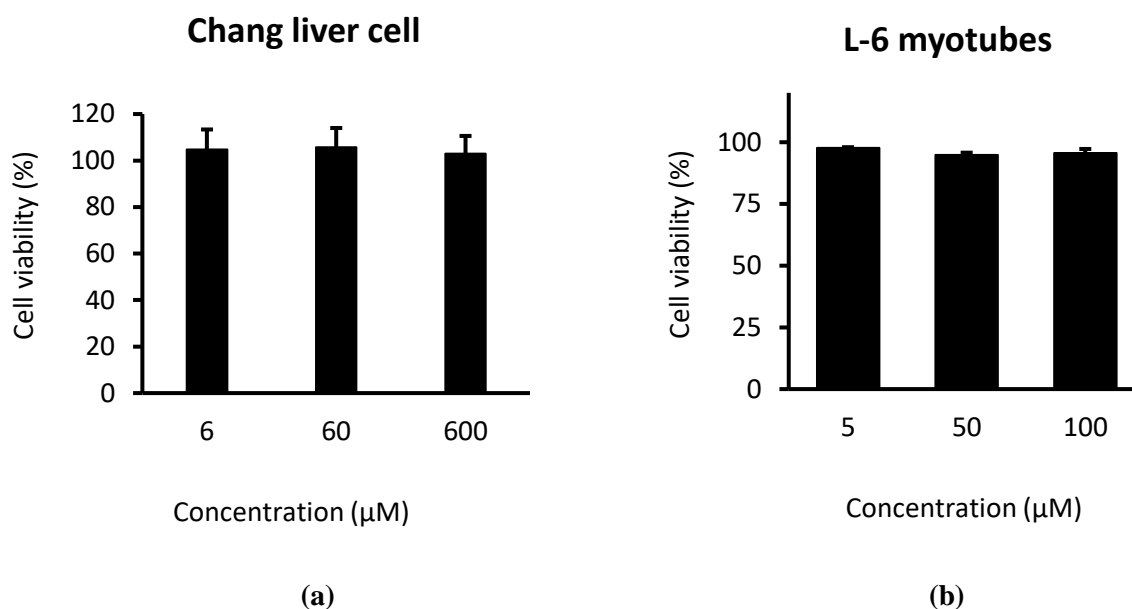 Chang liver cell
Cell viability (%)
120
100
80
60
40
20
0
6 60 600
Concentration (µM)
(a)
L-6 myotubes
Cell viability (%)
100
75
50
25
0
5 50 100
Concentration (µM)
(b)